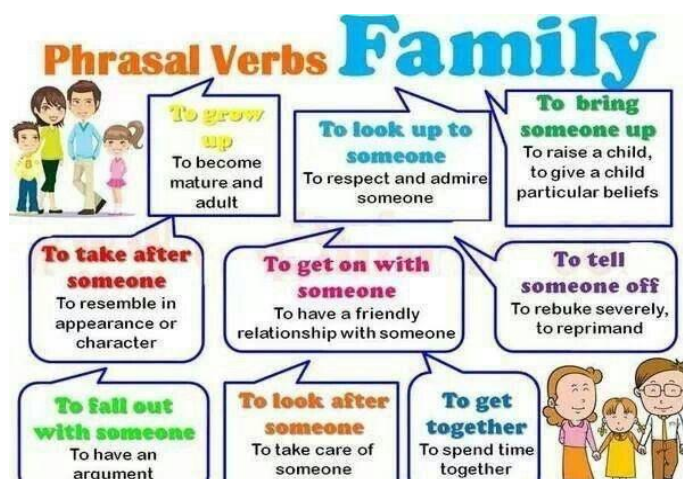 Phrasal Verbs Family
To grow
up
To become
mature and
adult
To look up to
someone
To respect and admire
someone
To bring
someone up
To raise a child,
to give a child
particular beliefs
To take after
someone
To resemble in
appearance or
character
To get on with
someone
To have a friendly
relationship with someone
To tell
someone off
To rebuke severely,
to reprimand
To fall out
with someone
To have an
argument
To look after
someone
To take care of
someone
To get
together
To spend time
together